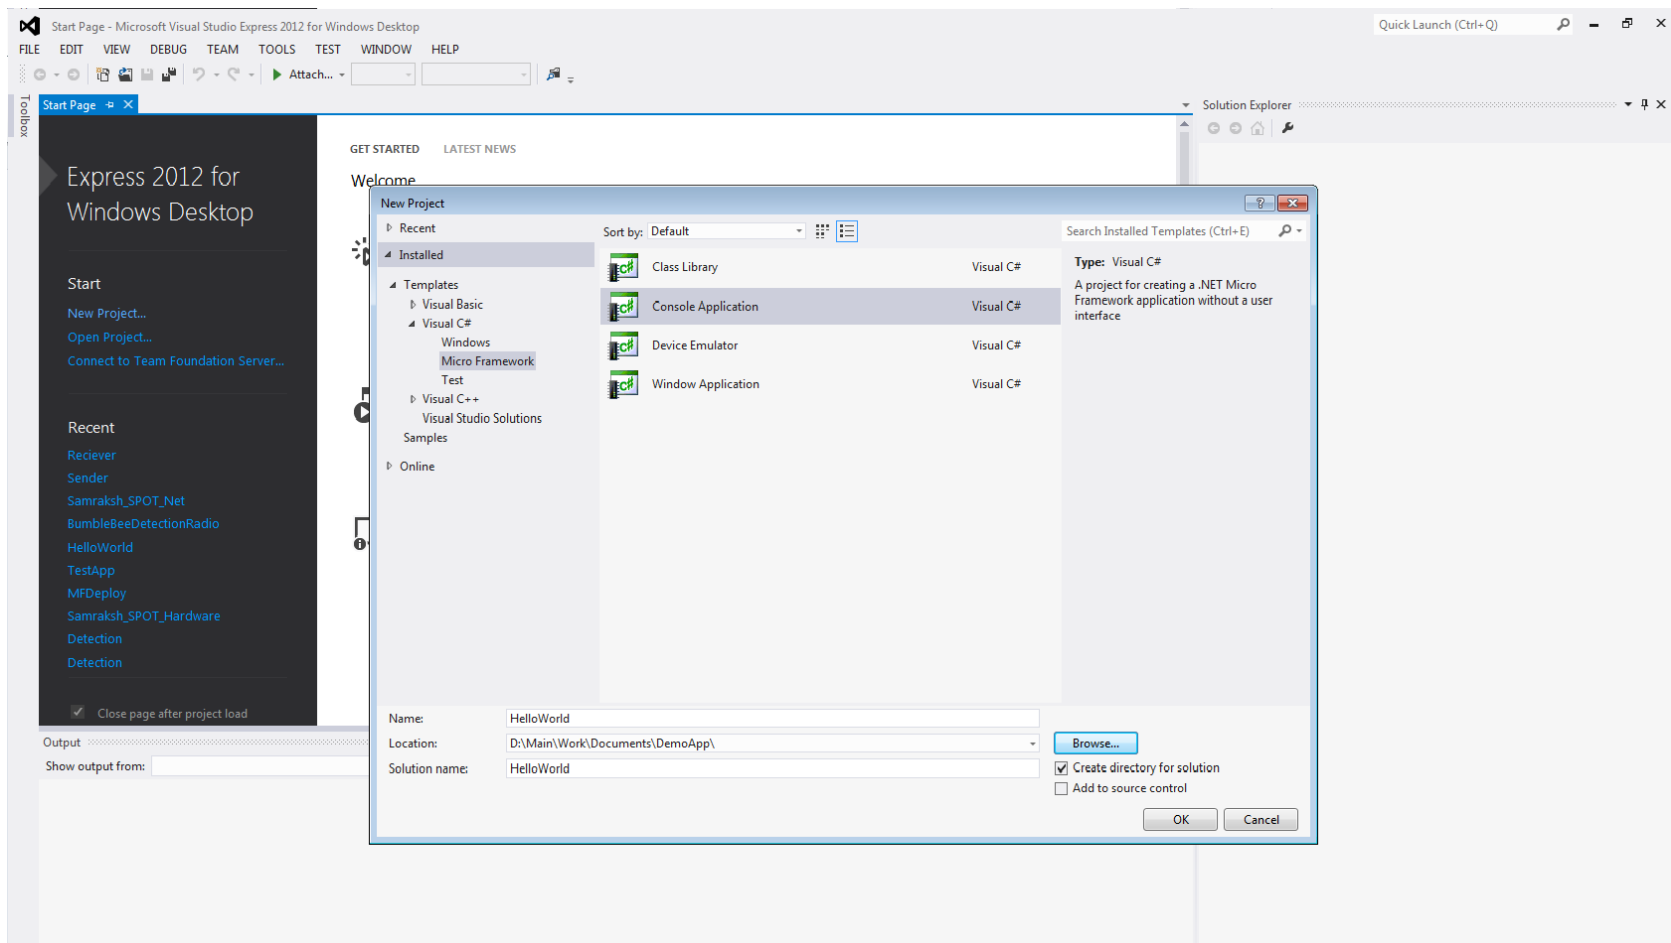 Start Page - Microsoft Visual Studio Express 2012 for Windows Desktop
Quick Launch (Ctrl+Q)
FILE EDIT VIEW DEBUG TEAM TOOLS TEST WINDOW HELP
Attach...
Toolbox
Start Page
Solution Explorer
Express 2012 for
Windows Desktop
Start
New Project...
Open Project...
Connect to Team Foundation Server...
Recent
Reciever
Sender
Samraksh_SPOT_Net
BumbleBeeDetectionRadio
HelloWorld
TestApp
MFDeploy
Samraksh_SPOT_Hardware
Detection
Detection
Close page after project load
GET STARTED LATEST NEWS
Welcome
New Project
Recent
Installed
Templates
Visual Basic
Visual C#
Windows
Micro Framework
Test
Visual C++
Visual Studio Solutions
Samples
Online
Sort by: Default
Class Library Visual C#
Console Application Visual C#
Device Emulator Visual C#
Window Application Visual C#
Search Installed Templates (Ctrl+E)
Type: Visual C#
A project for creating a .NET Micro
Framework application without a user
interface
Name: HelloWorld
Location: D:\Main\Work\Documents\DemoApp\
Browse...
Solution name: HelloWorld
Create directory for solution
Add to source control
OK Cancel
Output
Show output from: